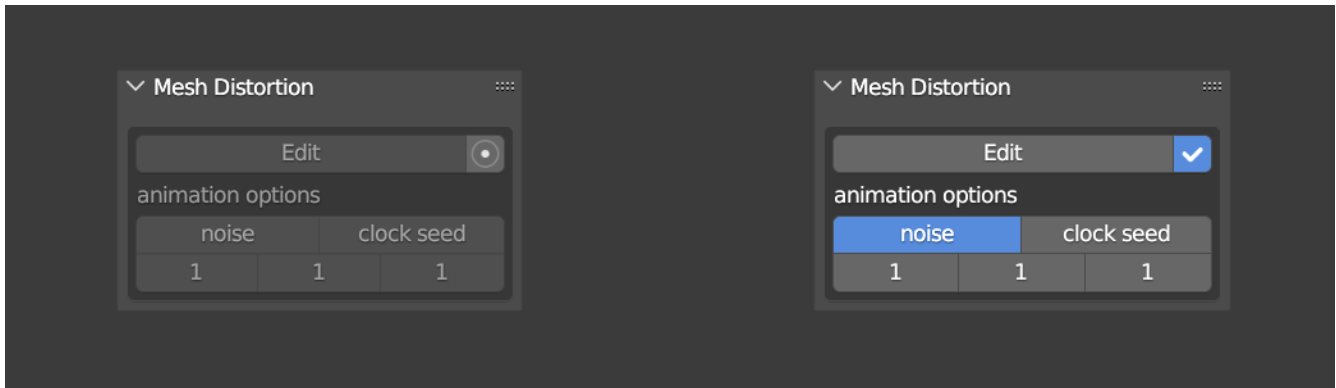 Mesh Distortion
Edit
animation options
noise clock seed
1 1 1
Mesh Distortion
Edit
animation options
noise clock seed
1 1 1